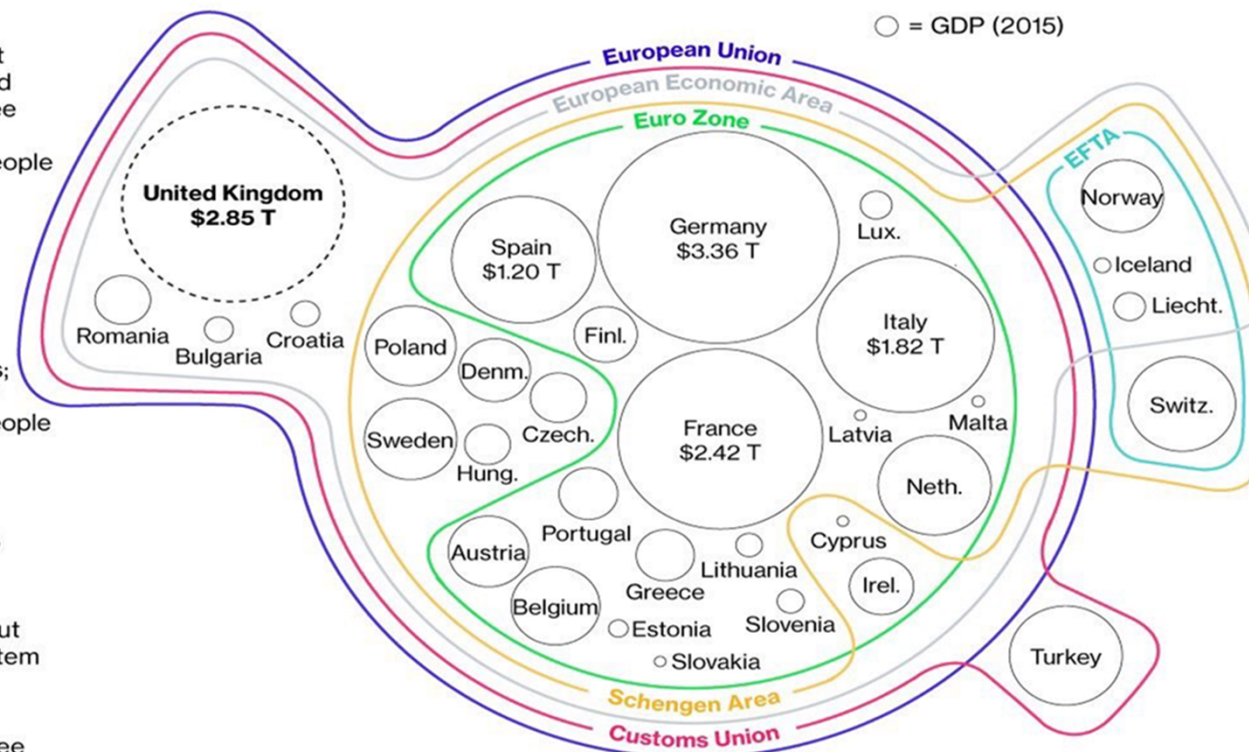 = GDP (2015)
European Union
European Economic Area
Euro Zone
EFTA
United Kingdom
$2.85 T
Romania
Bulgaria
Croatia
Spain
$1.20 T
Germany
$3.36 T
Lux.
Italy
$1.82 T
Finl.
Poland
Denm.
Czech.
Sweden
Hung.
France
$2.42 T
Latvia
Malta
Neth.
Portugal
Austria
Belgium
Greece
Lithuania
Cyprus
Irel.
Slovenia
Estonia
Slovakia
Norway
Iceland
Liecht.
Switz.
Turkey
Schengen Area
Customs Union